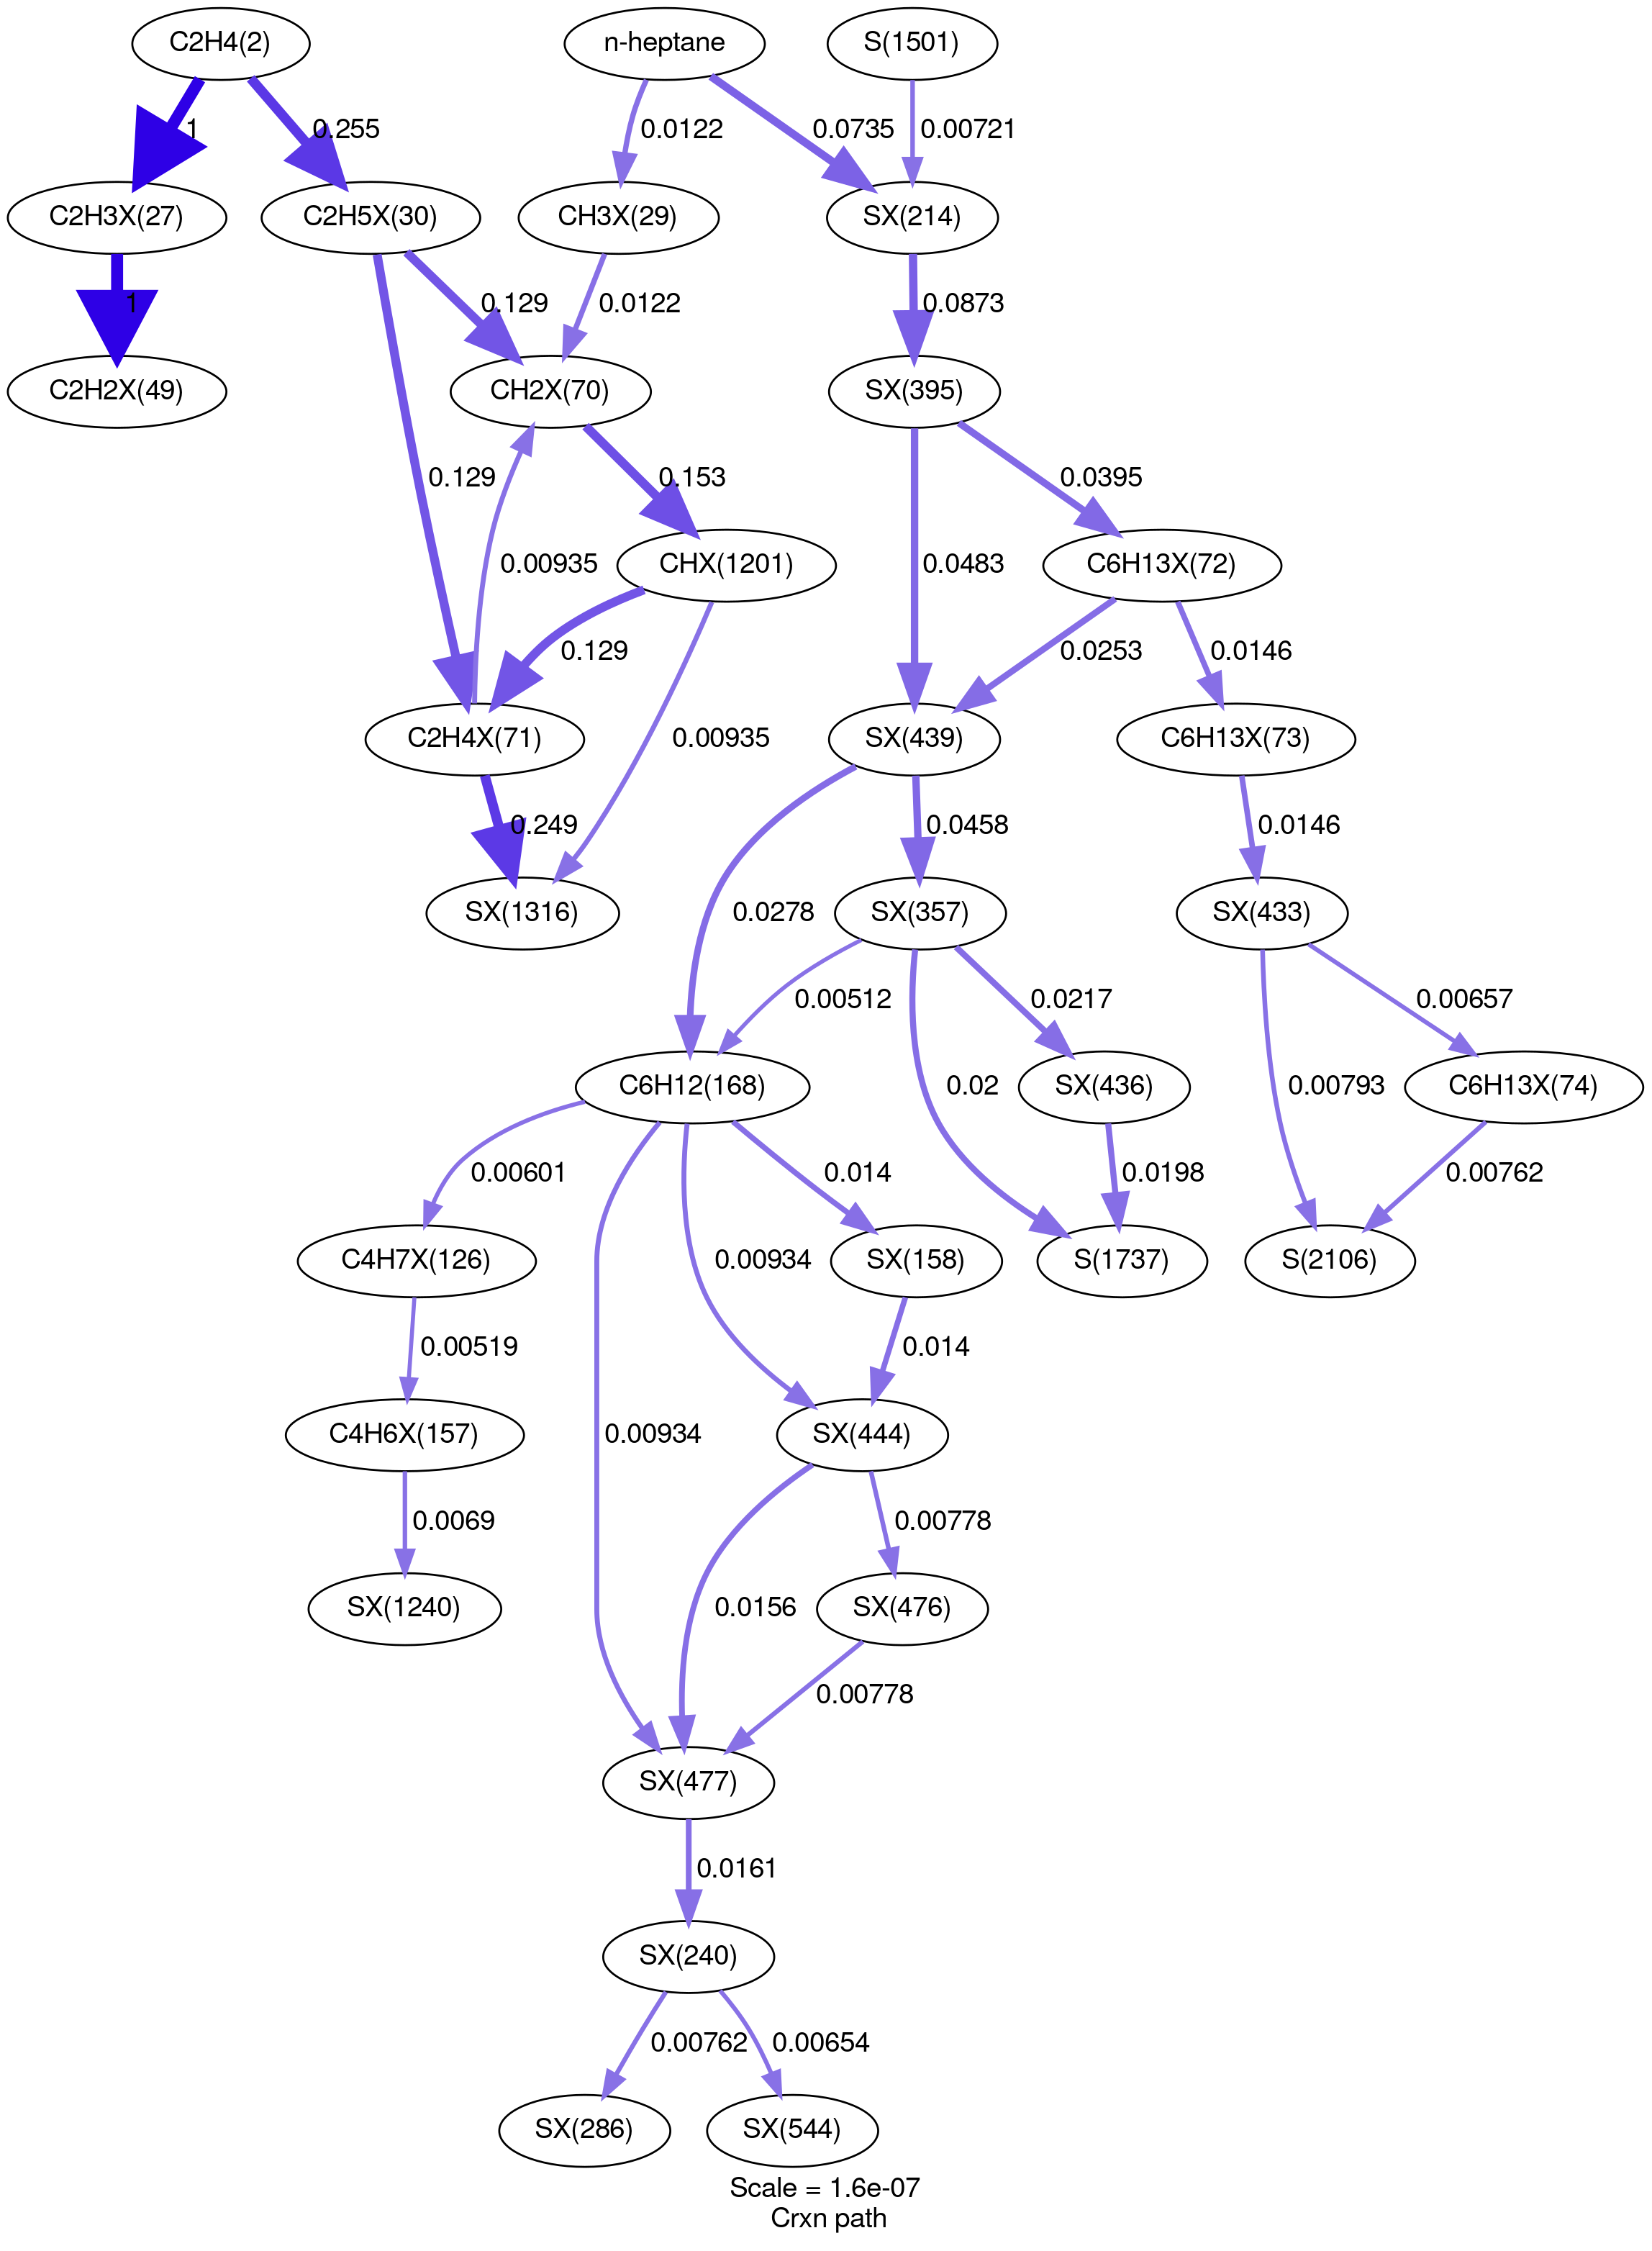 C2H4(2)
n-heptane
S(1501)
1
0.255
0.0122
0.0735
0.00721
C2H3X(27)
C2H5X(30)
CH3X(29)
SX(214)
1
0.129
0.0122
0.0873
C2H2X(49)
CH2X(70)
SX(395)
0.129
0.00935
0.153
0.0483
0.0395
CHX(1201)
C6H13X(72)
0.129
0.00935
0.0253
0.0146
C2H4X(71)
SX(439)
C6H13X(73)
0.249
0.0278
0.0458
0.0146
SX(1316)
SX(357)
SX(433)
0.00512
0.02
0.0217
0.00793
0.00657
C6H12(168)
SX(436)
C6H13X(74)
0.00601
0.00934
0.00934
0.014
0.0198
0.00762
C4H7X(126)
SX(158)
S(1737)
S(2106)
0.00519
0.014
C4H6X(157)
SX(444)
0.0069
0.0156
0.00778
SX(1240)
SX(476)
0.00778
SX(477)
0.0161
SX(240)
0.00762
0.00654
SX(286)
SX(544)
Scale = 1.6e-07
Crxn path